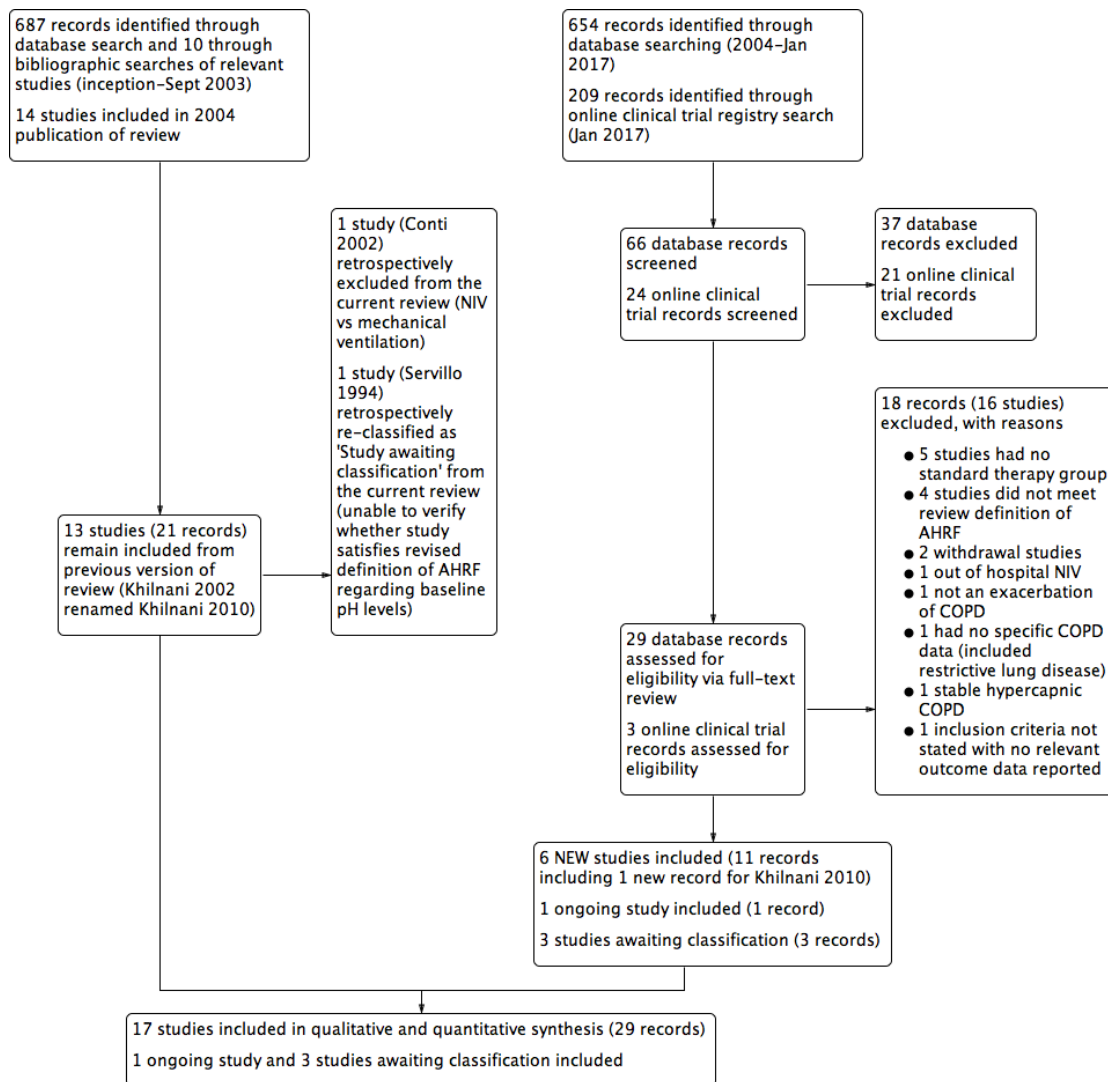 687 records identified through
database search and 10 through
bibliographic searches of relevant
studies (inception–Sept 2003)
14 studies included in 2004
publication of review
654 records identified through
database searching (2004–Jan
2017)
209 records identified through
online clinical trial registry search
(Jan 2017)
1 study (Conti
2002)
retrospectively
excluded from the
current review (NIV
vs mechanical
ventilation)
1 study (Servillo
1994)
retrospectively
re-classified as
'Study awaiting
classification' from
the current review
(unable to verify
whether study
satisfies revised
definition of AHRF
regarding baseline
pH levels)
66 database records
screened
24 online clinical
trial records screened
37 database
records excluded
21 online clinical
trial records
excluded
18 records (16 studies)
excluded, with reasons
● 5 studies had no
standard therapy group
● 4 studies did not meet
review definition of
AHRF
● 2 withdrawal studies
● 1 out of hospital NIV
● 1 not an exacerbation
of COPD
● 1 had no specific COPD
data (included
restrictive lung disease)
● 1 stable hypercapnic
COPD
● 1 inclusion criteria not
stated with no relevant
outcome data reported
13 studies (21 records)
remain included from
previous version of
review (Khilnani 2002
renamed Khilnani 2010)
29 database records
assessed for
eligibility via full-text
review
3 online clinical trial
records assessed for
eligibility
6 NEW studies included (11 records
including 1 new record for Khilnani 2010)
1 ongoing study included (1 record)
3 studies awaiting classification (3 records)
17 studies included in qualitative and quantitative synthesis (29 records)
1 ongoing study and 3 studies awaiting classification included